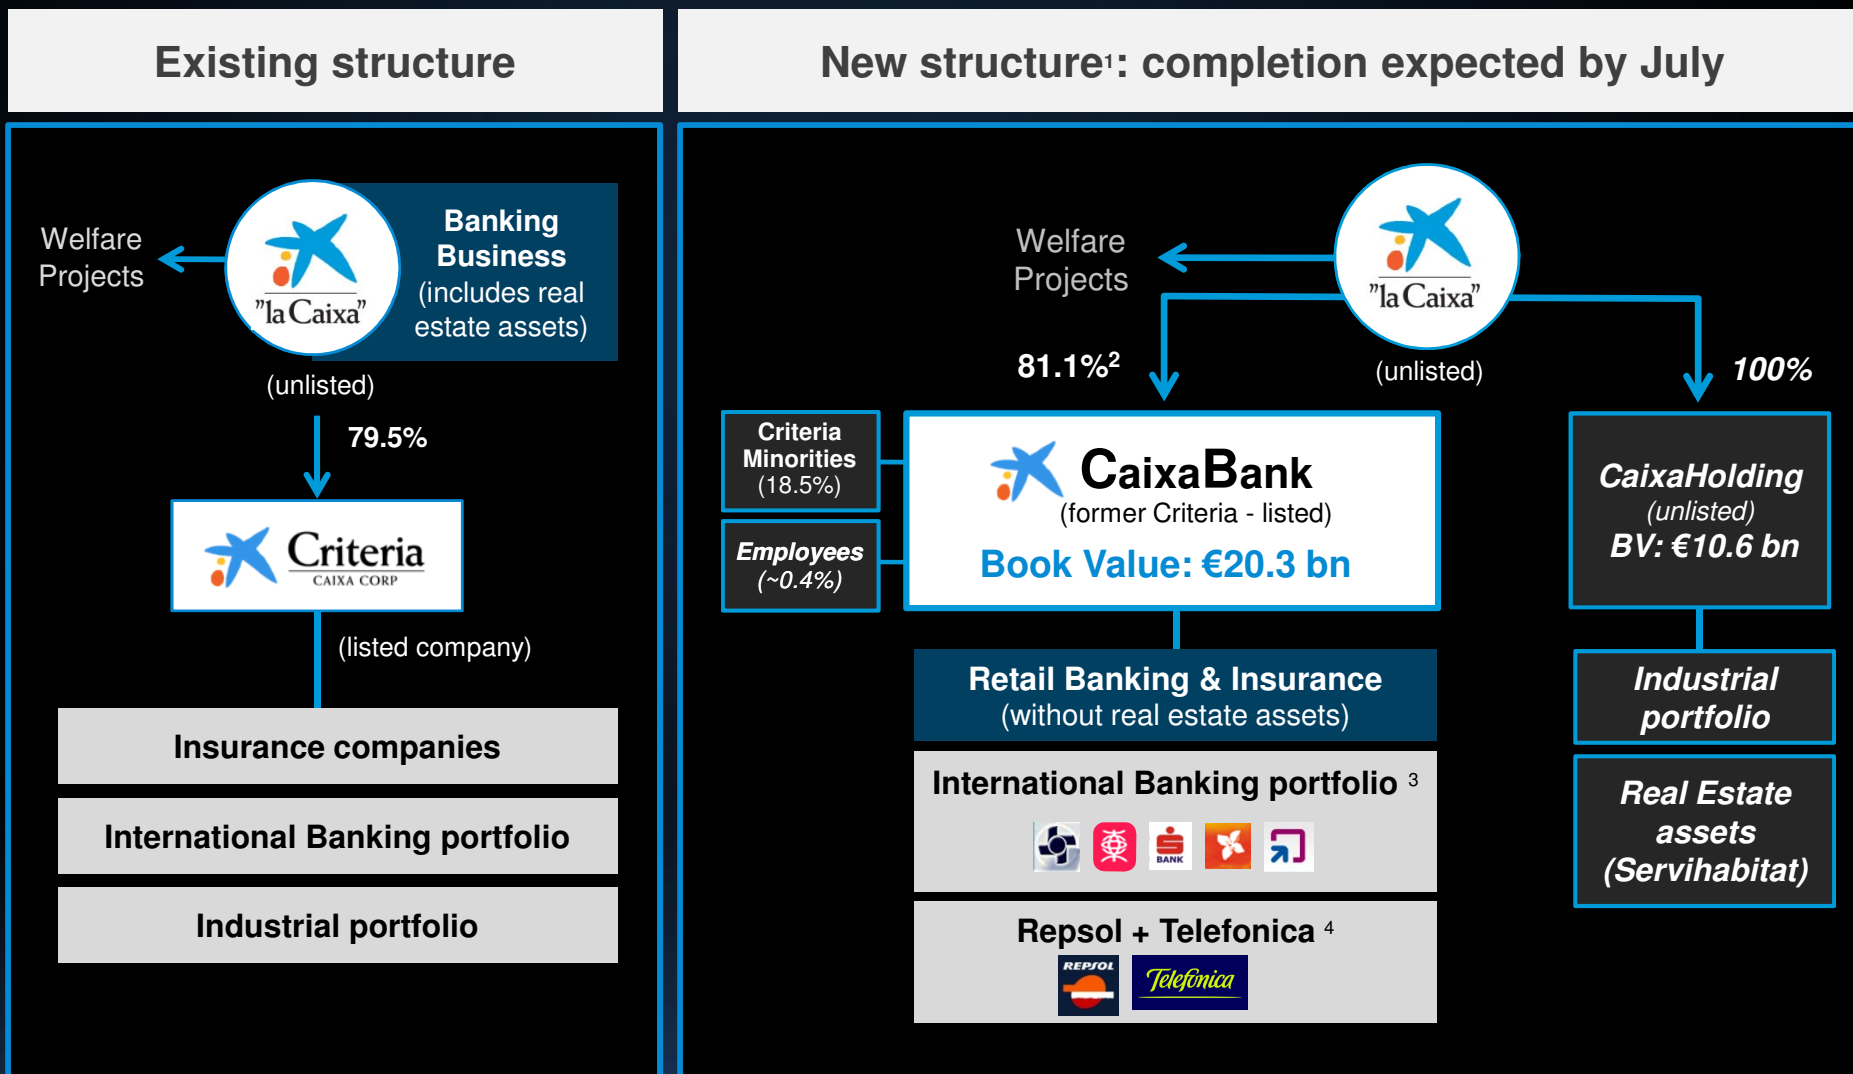 Existing structure
New structure¹: completion expected by July
Welfare
Projects
"la Caixa"
Banking
Business
(includes real
estate assets)
(unlisted)
79.5%
Criteria
CAIXA CORP
(listed company)
Insurance companies
International Banking portfolio
Industrial portfolio
Welfare
Projects
"la Caixa"
(unlisted)
81.1%²
100%
Criteria
Minorities
(18.5%)
Employees
(~0.4%)
CaixaBank
(former Criteria - listed)
Book Value: €20.3 bn
CaixaHolding
(unlisted)
BV: €10.6 bn
Retail Banking & Insurance
(without real estate assets)
International Banking portfolio ³
BANK
Repsol + Telefonica ⁴
REPSOL
Telefónica
Industrial
portfolio
Real Estate
assets
(Servihabitat)